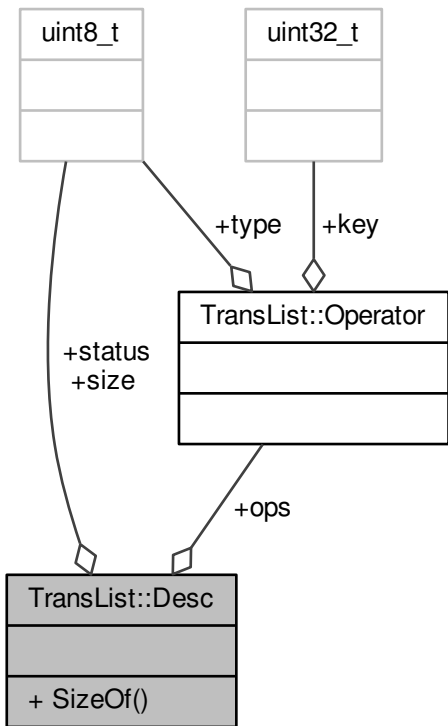 uint8_t
uint32_t
+type
+key
TransList::Operator
+status
+size
+ops
TransList::Desc
+ SizeOf()